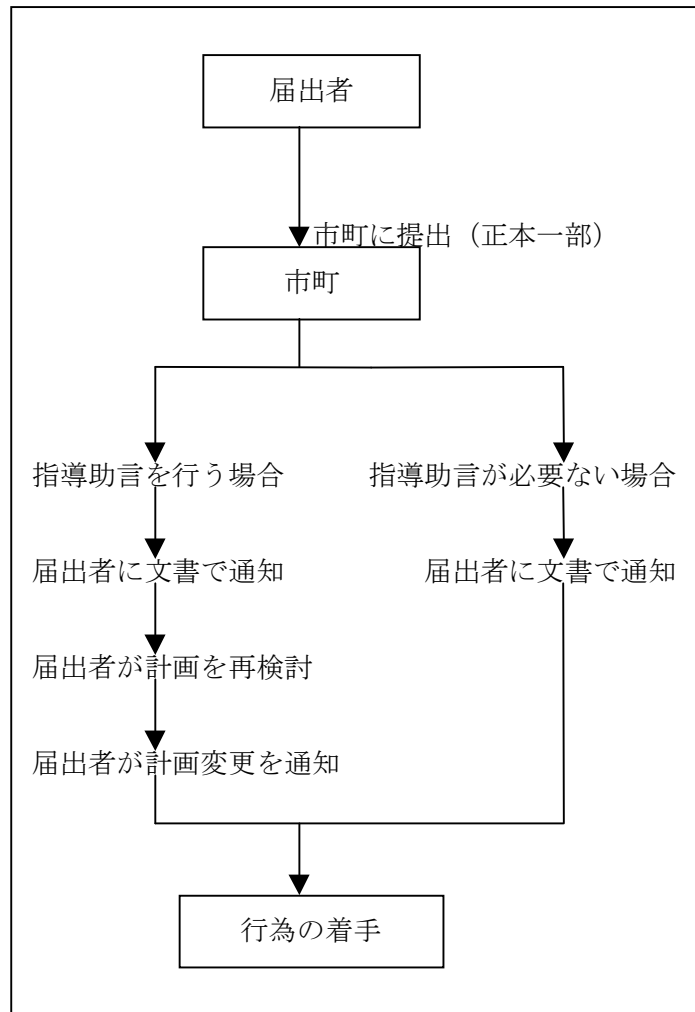 届出者
市町に提出（正本一部）
市町
指導助言を行う場合
指導助言が必要ない場合
届出者に文書で通知
届出者に文書で通知
届出者が計画を再検討
届出者が計画変更を通知
行為の着手